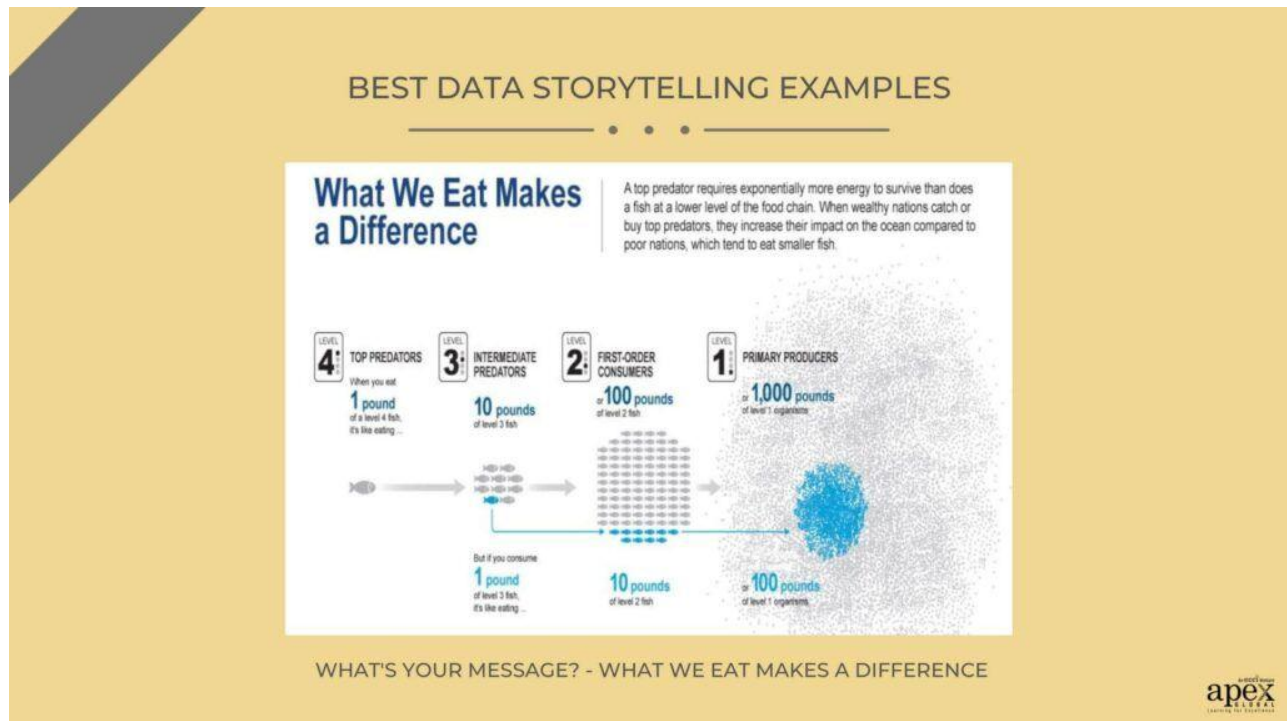 BEST DATA STORYTELLING EXAMPLES
What We Eat Makes
a Difference
A top predator requires exponentially more energy to survive than does
a fish at a lower level of the food chain. When wealthy nations catch or
buy top predators, they increase their impact on the ocean compared to
poor nations, which tend to eat smaller fish.
LEVEL
4
TOP PREDATORS
When you eat
1 pound
of a level 4 fish,
it's like eating ...
LEVEL
3
INTERMEDIATE
PREDATORS
10 pounds
of level 3 fish
LEVEL
2
FIRST-ORDER
CONSUMERS
or 100 pounds
of level 2 fish
LEVEL
1
PRIMARY PRODUCERS
or 1,000 pounds
of level 1 organisms
But if you consume
1 pound
of level 3 fish,
it's like eating ...
10 pounds
of level 2 fish
or 100 pounds
of level 1 organisms
WHAT'S YOUR MESSAGE? - WHAT WE EAT MAKES A DIFFERENCE
apex
GLOBAL
Learning for Excellence